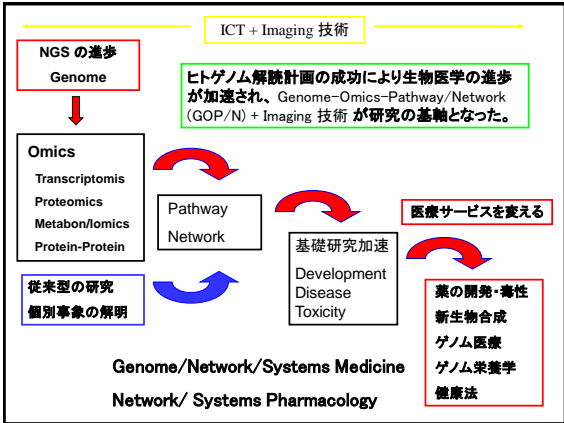 ICT + Imaging 技術
NGS の進歩
Genome
ヒトゲノム解読計画の成功により生物医学の進歩
が加速され、 Genome-Omics-Pathway/Network
(GOP/N) + Imaging 技術 が研究の基軸となった。
Omics
Transcriptomis
Proteomics
Metabon/lomics
Protein-Protein
Pathway
Network
医療サービスを変える
基礎研究加速
Development
Disease
Toxicity
従来型の研究
個別事象の解明
薬の開発・毒性
新生物合成
ゲノム医療
ゲノム栄養学
健康法
Genome/Network/Systems Medicine
Network/ Systems Pharmacology